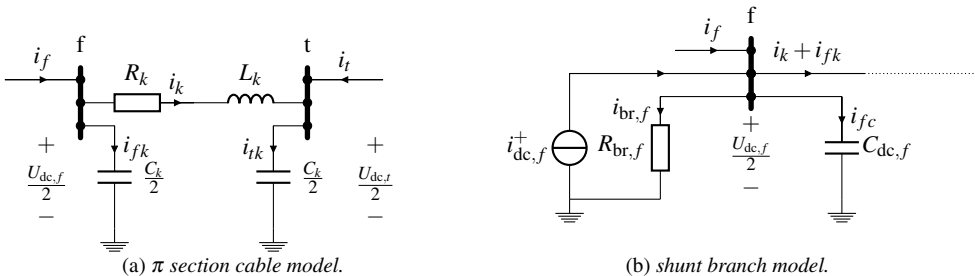 f
t
i_f
R_k
i_k
L_k
i_t
+
i_{fk}
i_{tk}
+
U_{dc,f}/2
C_k/2
C_k/2
U_{dc,t}/2
−
−
(a) π section cable model.
f
i_f
i_k + i_{fk}
i_{br,f}
i_{fc}
+
i^+_{dc,f}
R_{br,f}
U_{dc,f}/2
C_{dc,f}
−
(b) shunt branch model.